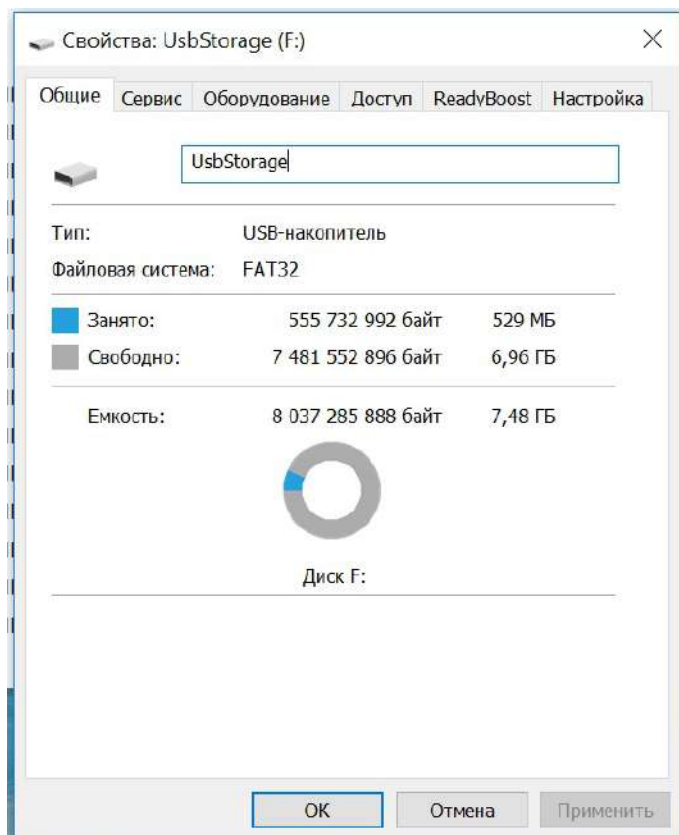 Свойства: UsbStorage (F:)
Общие Сервис Оборудование Доступ ReadyBoost Настройка
UsbStorage
Тип: USB-накопитель
Файловая система: FAT32
Занято: 555 732 992 байт 529 МБ
Свободно: 7 481 552 896 байт 6,96 ГБ
Емкость: 8 037 285 888 байт 7,48 ГБ
Диск F:
OK Отмена Применить